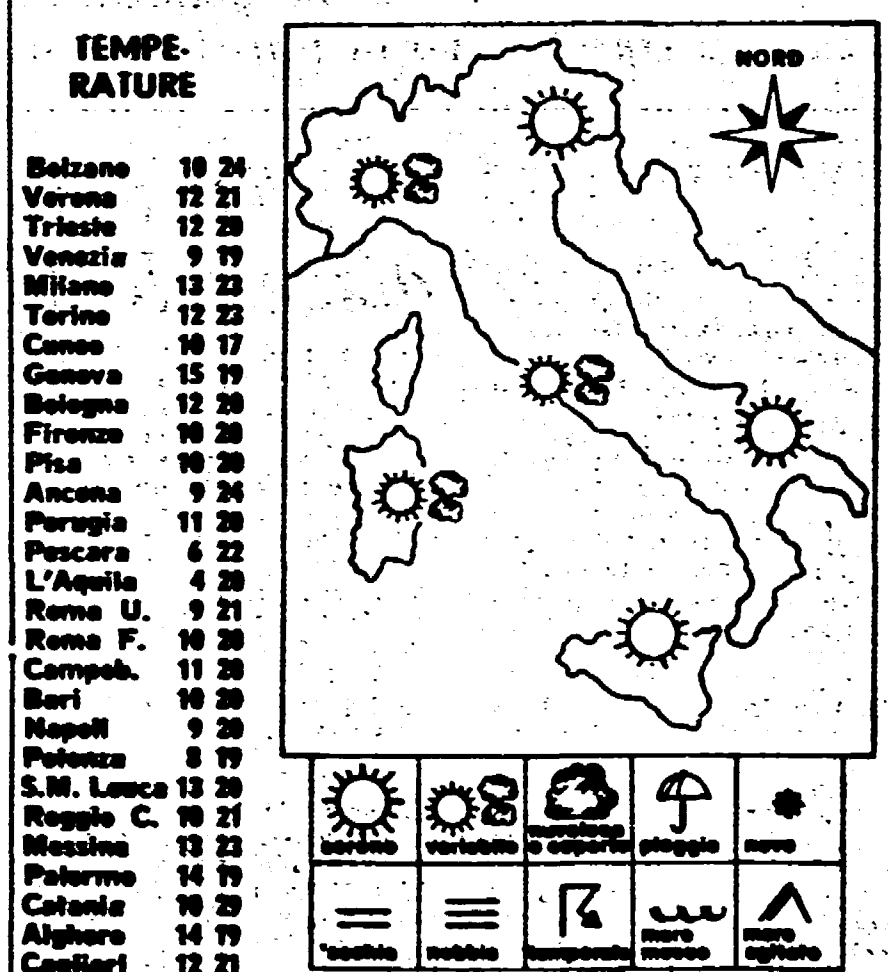 TEMPE-
RATURE
Bolzano 10 24
Verona 12 21
Trieste 12 20
Venezia 9 19
Milano 13 23
Torino 12 23
Cuneo 10 17
Genova 15 19
Bologna 12 20
Firenze 10 20
Pisa 10 20
Ancona 9 24
Perugia 11 20
Pescara 6 22
L'Aquila 4 20
Roma U. 9 21
Roma F. 10 20
Campob. 11 20
Bari 10 20
Napoli 9 20
Potenza 8 19
S.M. Leuca 13 20
Reggio C. 10 21
Messina 13 23
Palermo 14 19
Catania 10 29
Alghero 14 19
Cagliari 12 21
NORD
sereno
variabile
nuvoloso
o coperto
pioggia
neve
foschia
nebbia
temporale
mare
mosso
mare
agitato